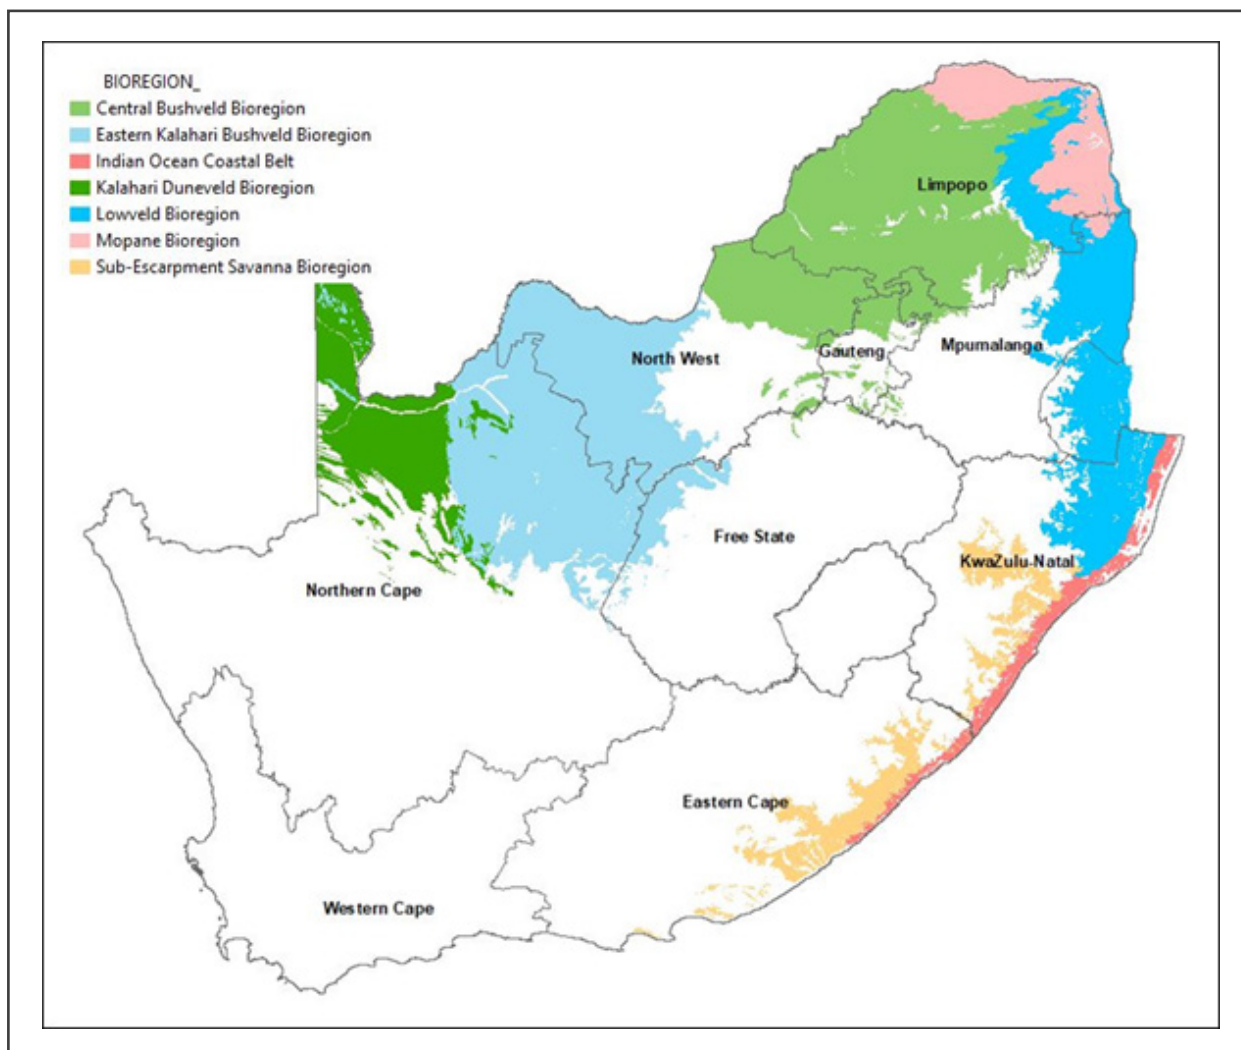 BIOREGION_
Central Bushveld Bioregion
Eastern Kalahari Bushveld Bioregion
Indian Ocean Coastal Belt
Kalahari Duneveld Bioregion
Lowveld Bioregion
Mopane Bioregion
Sub-Escarpment Savanna Bioregion
Limpopo
North West
Gauteng
Mpumalanga
Free State
KwaZulu-Natal
Northern Cape
Eastern Cape
Western Cape